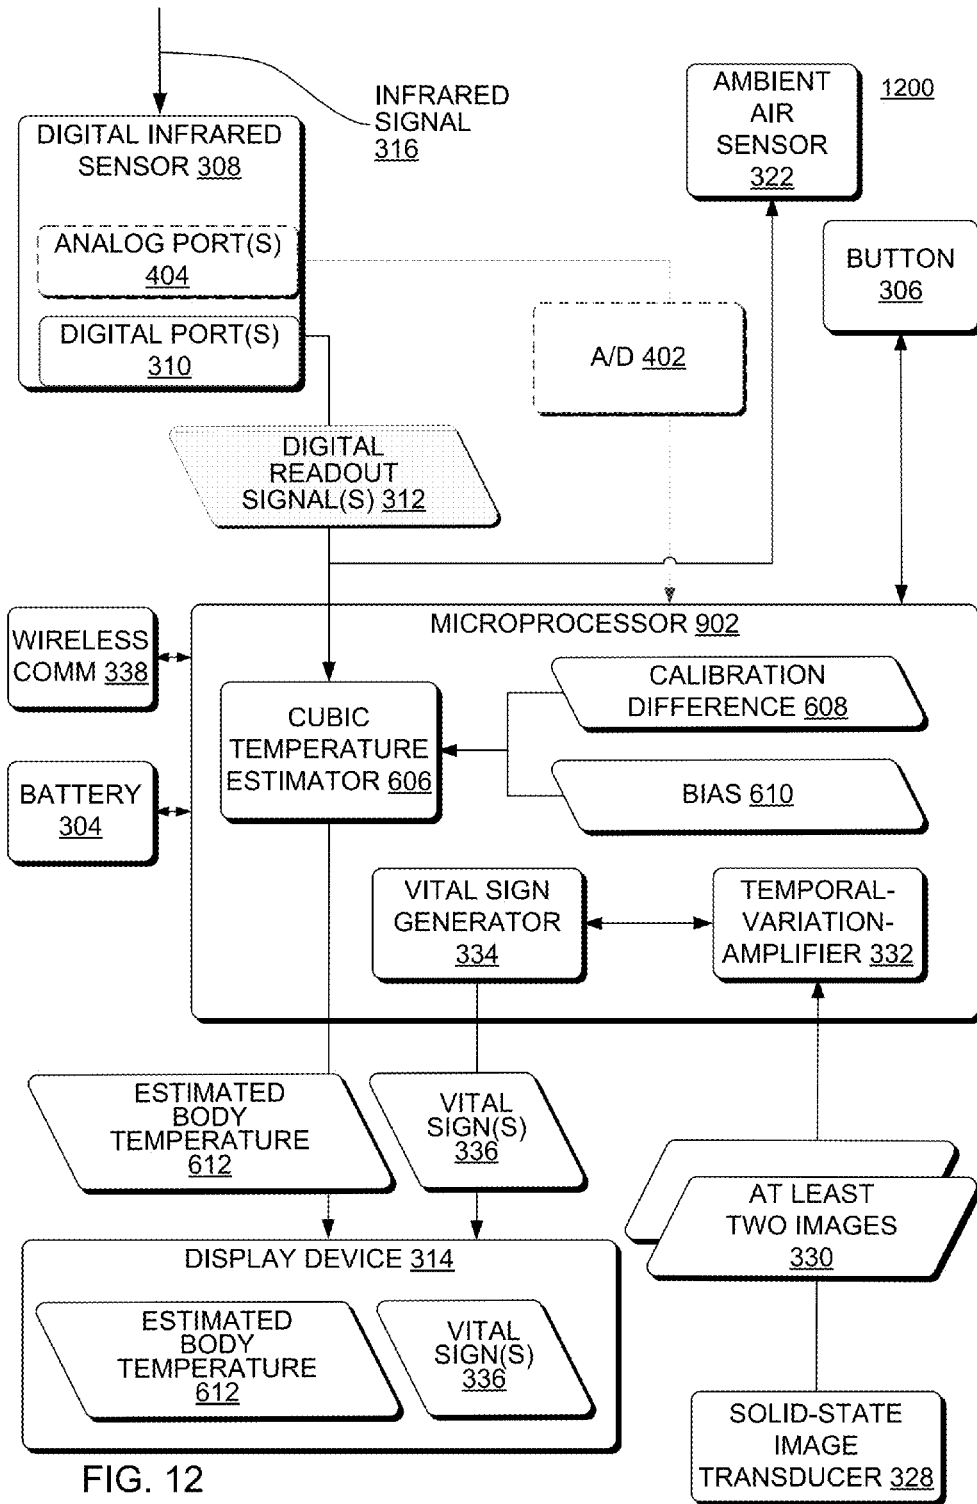 INFRARED
SIGNAL
316
AMBIENT
AIR
SENSOR
322
1200
DIGITAL INFRARED
SENSOR 308
ANALOG PORT(S)
404
DIGITAL PORT(S)
310
BUTTON
306
A/D 402
DIGITAL
READOUT
SIGNAL(S) 312
MICROPROCESSOR 902
WIRELESS
COMM 338
CALIBRATION
DIFFERENCE 608
CUBIC
TEMPERATURE
ESTIMATOR 606
BIAS 610
BATTERY
304
VITAL SIGN
GENERATOR
334
TEMPORAL-
VARIATION-
AMPLIFIER 332
ESTIMATED
BODY
TEMPERATURE
612
VITAL
SIGN(S)
336
AT LEAST
TWO IMAGES
330
DISPLAY DEVICE 314
ESTIMATED
BODY
TEMPERATURE
612
VITAL
SIGN(S)
336
SOLID-STATE
IMAGE
TRANSDUCER 328
FIG. 12